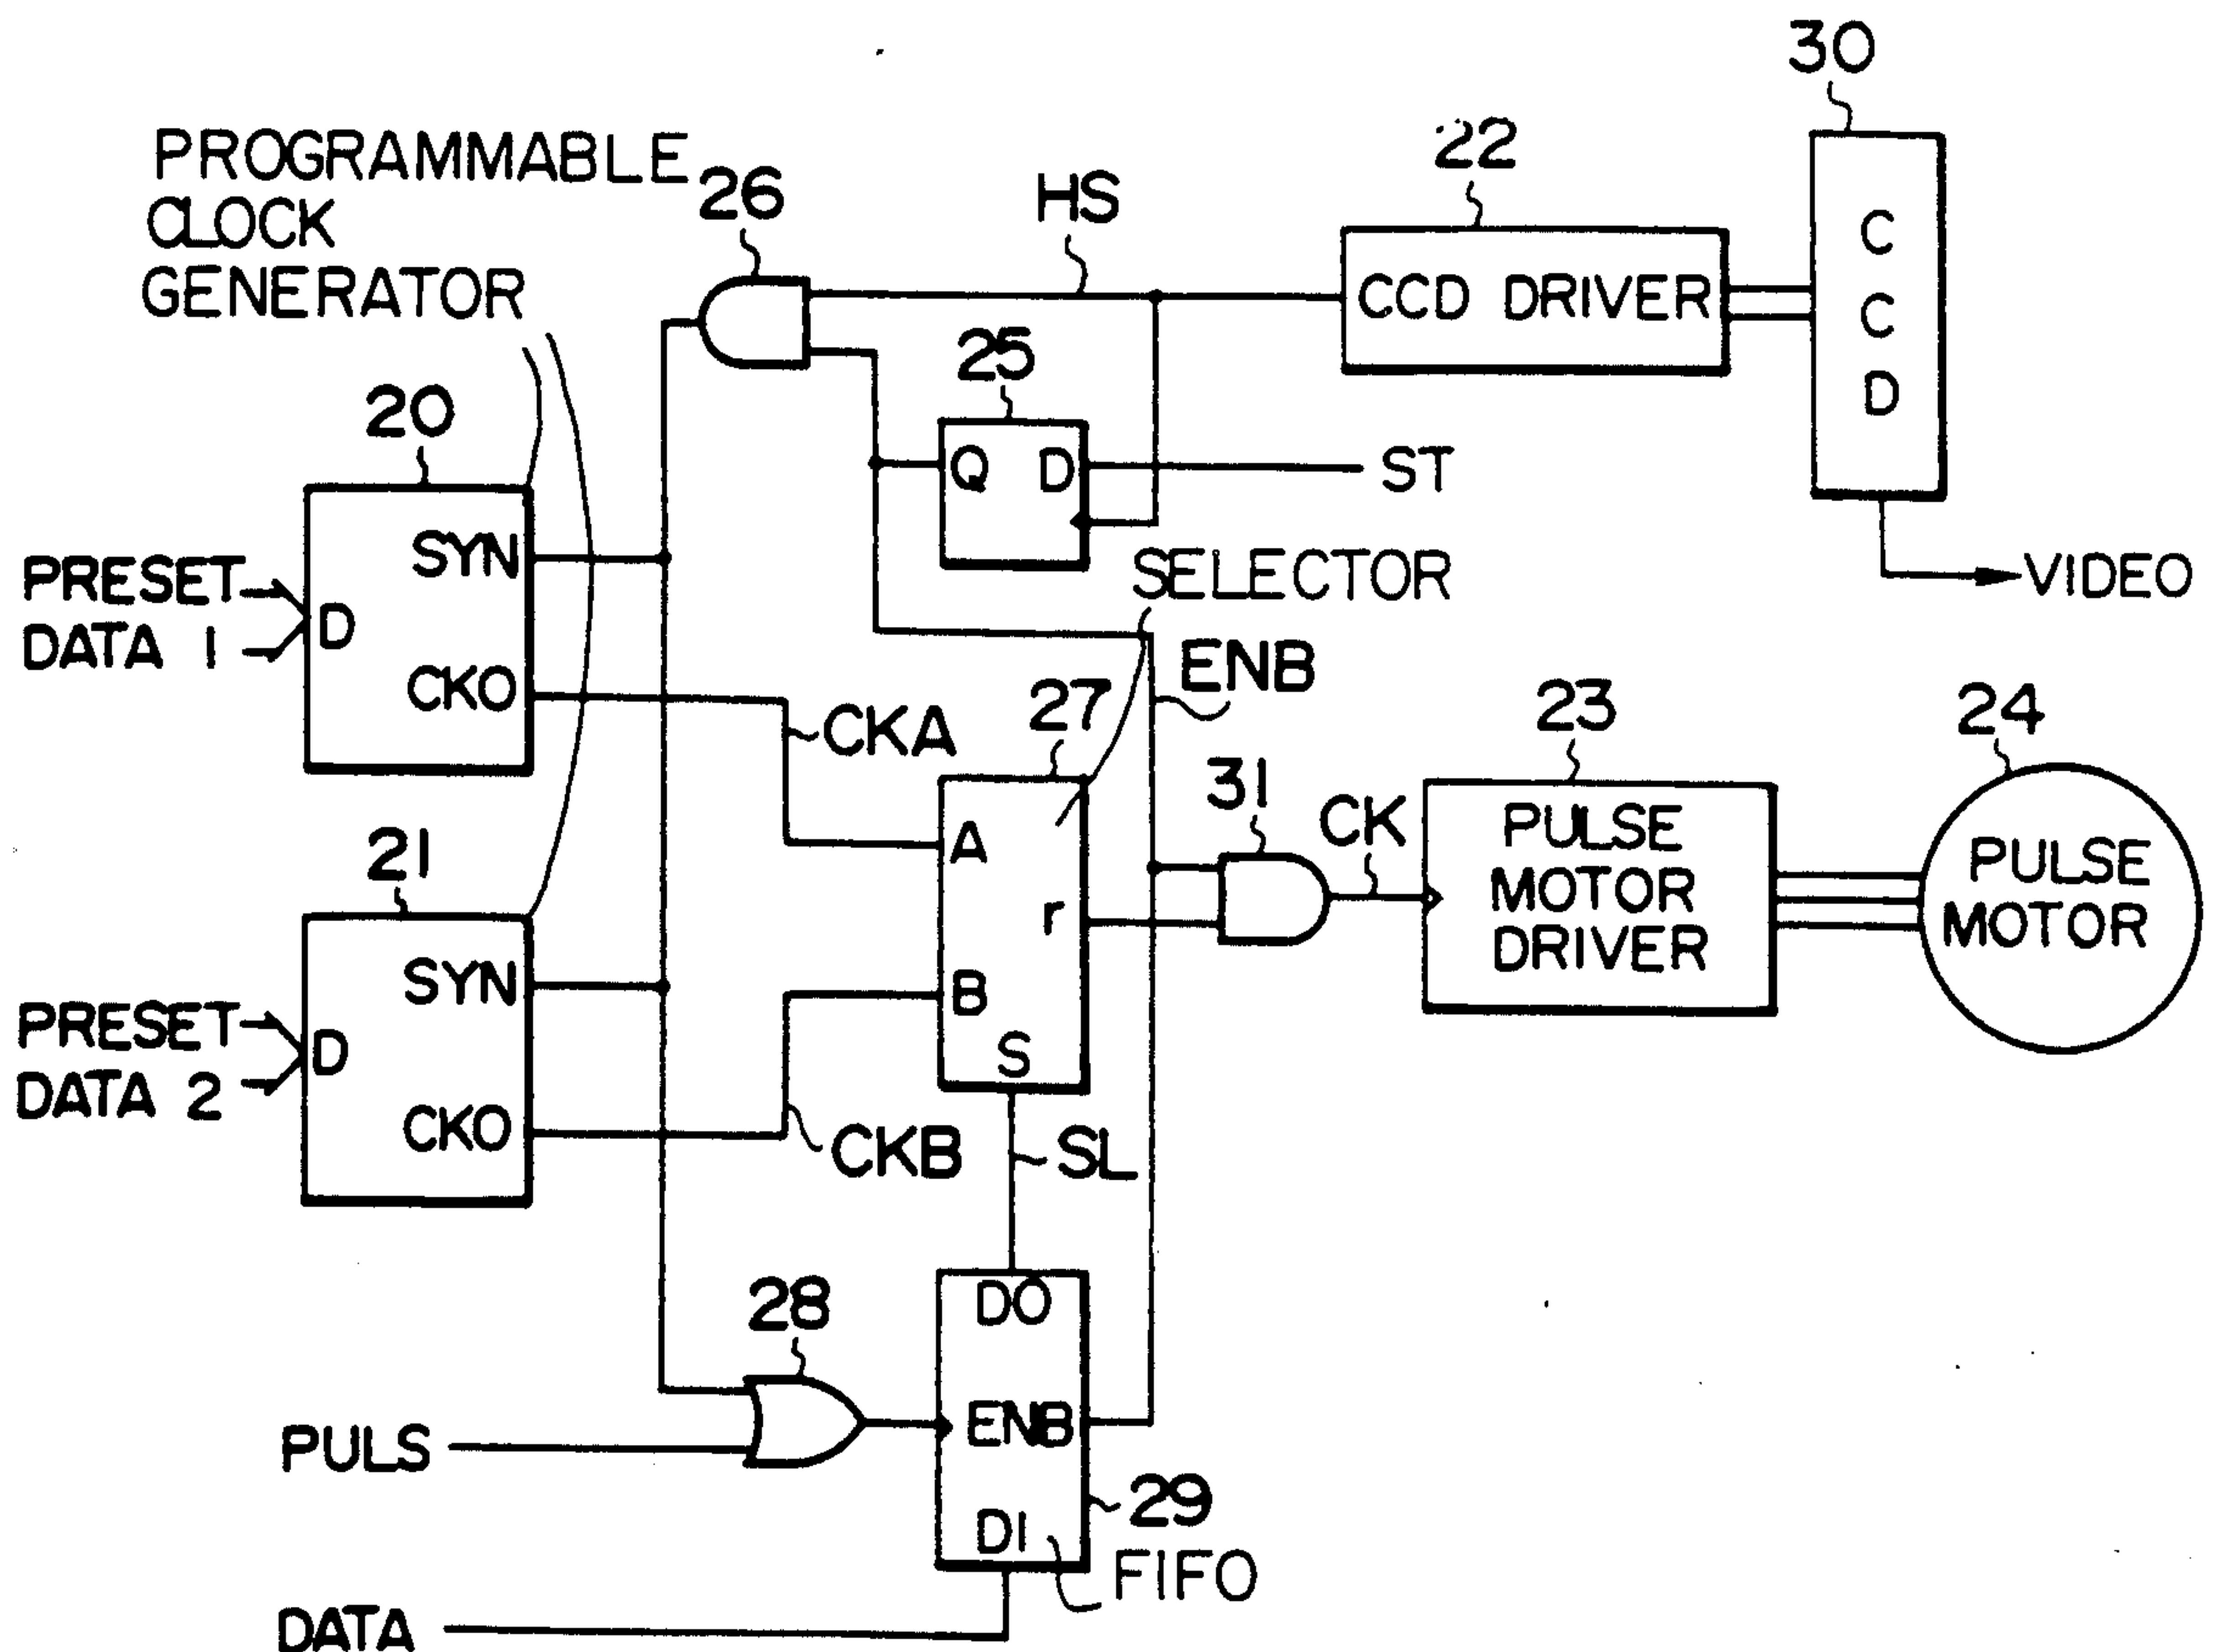 30
PROGRAMMABLE
CLOCK
GENERATOR
26
HS
22
CCD DRIVER
C
C
D
25
Q D
ST
20
SYN
PRESET
DATA 1
D
CKO
SELECTOR
VIDEO
ENB
CKA
27
23
24
31
CK
A
r
B
S
PULSE
MOTOR
DRIVER
PULSE
MOTOR
21
SYN
PRESET
DATA 2
D
CKO
CKB
SL
28
DO
ENB
DI
PULS
29
FIFO
DATA